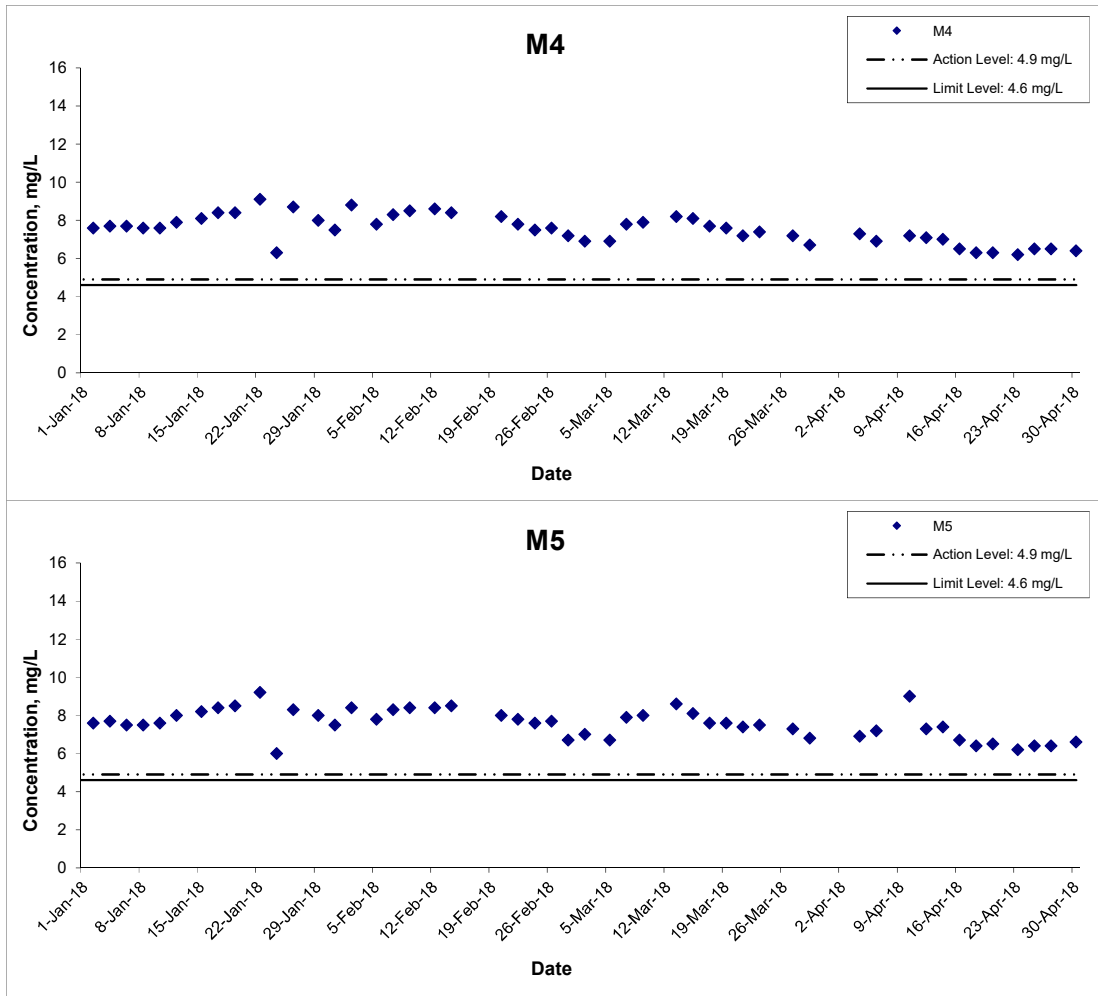 M4
M4
Action Level: 4.9 mg/L
Limit Level: 4.6 mg/L
16
14
12
10
8
6
4
2
0
Concentration, mg/L
1-Jan-18
8-Jan-18
15-Jan-18
22-Jan-18
29-Jan-18
5-Feb-18
12-Feb-18
19-Feb-18
26-Feb-18
5-Mar-18
12-Mar-18
19-Mar-18
26-Mar-18
2-Apr-18
9-Apr-18
16-Apr-18
23-Apr-18
30-Apr-18
Date
M5
M5
Action Level: 4.9 mg/L
Limit Level: 4.6 mg/L
16
14
12
10
8
6
4
2
0
Concentration, mg/L
1-Jan-18
8-Jan-18
15-Jan-18
22-Jan-18
29-Jan-18
5-Feb-18
12-Feb-18
19-Feb-18
26-Feb-18
5-Mar-18
12-Mar-18
19-Mar-18
26-Mar-18
2-Apr-18
9-Apr-18
16-Apr-18
23-Apr-18
30-Apr-18
Date